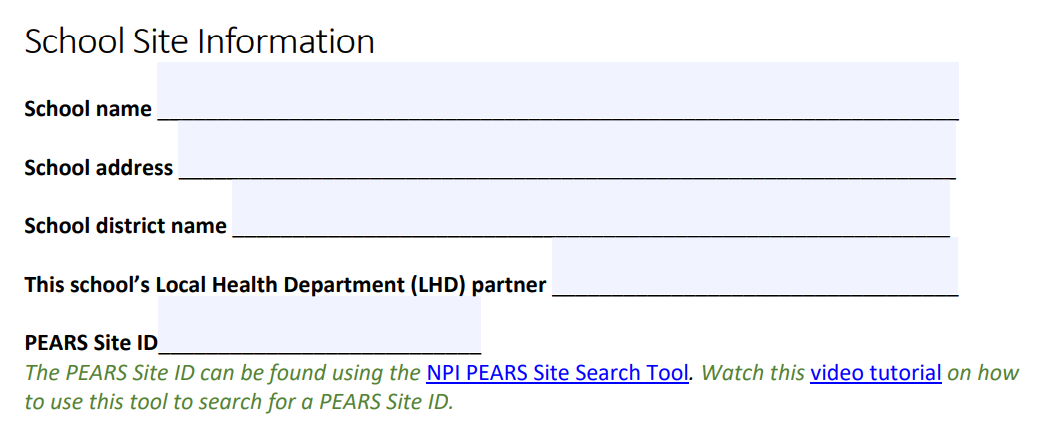 School Site Information
School name
School address
School district name
This school’s Local Health Department (LHD) partner
PEARS Site ID
The PEARS Site ID can be found using the NPI PEARS Site Search Tool. Watch this video tutorial on how
to use this tool to search for a PEARS Site ID.